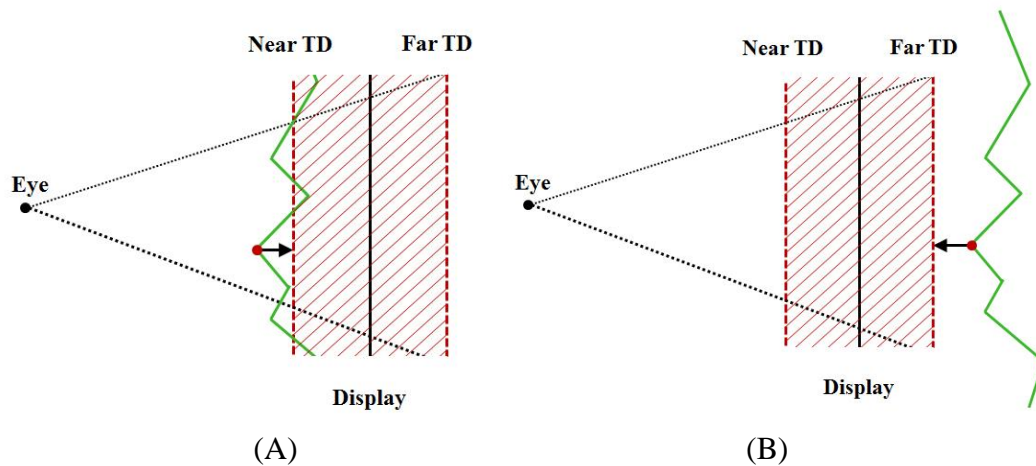 Near TD Far TD
Eye
Display
(A)
Near TD Far TD
Eye
Display
(B)